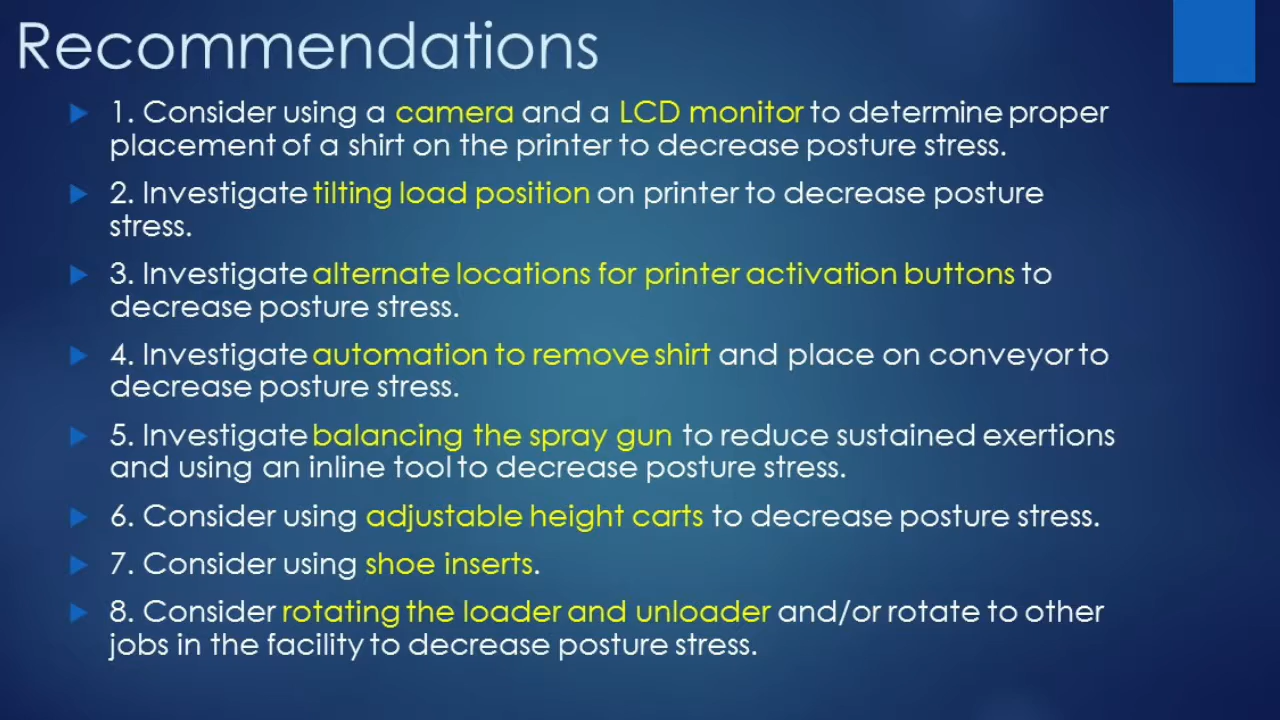 Recommendations
1. Consider using a camera and a LCD monitor to determine proper
placement of a shirt on the printer to decrease posture stress.
2. Investigate tilting load position on printer to decrease posture
stress.
3. Investigate alternate locations for printer activation buttons to
decrease posture stress.
4. Investigate automation to remove shirt and place on conveyor to
decrease posture stress.
5. Investigate balancing the spray gun to reduce sustained exertions
and using an inline tool to decrease posture stress.
6. Consider using adjustable height carts to decrease posture stress.
7. Consider using shoe inserts.
8. Consider rotating the loader and unloader and/or rotate to other
jobs in the facility to decrease posture stress.